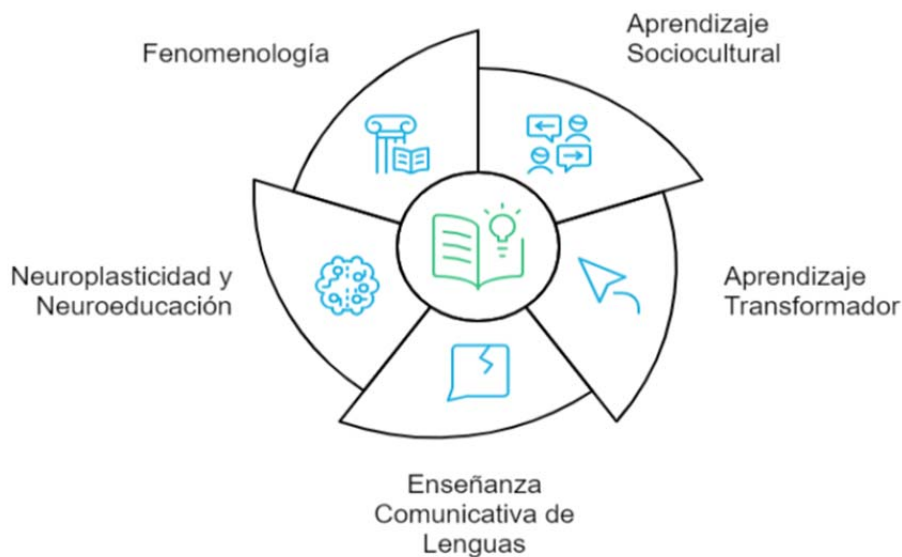 Fenomenología
Aprendizaje
Sociocultural
Neuroplasticidad y
Neuroeducación
Aprendizaje
Transformador
Enseñanza
Comunicativa de
Lenguas